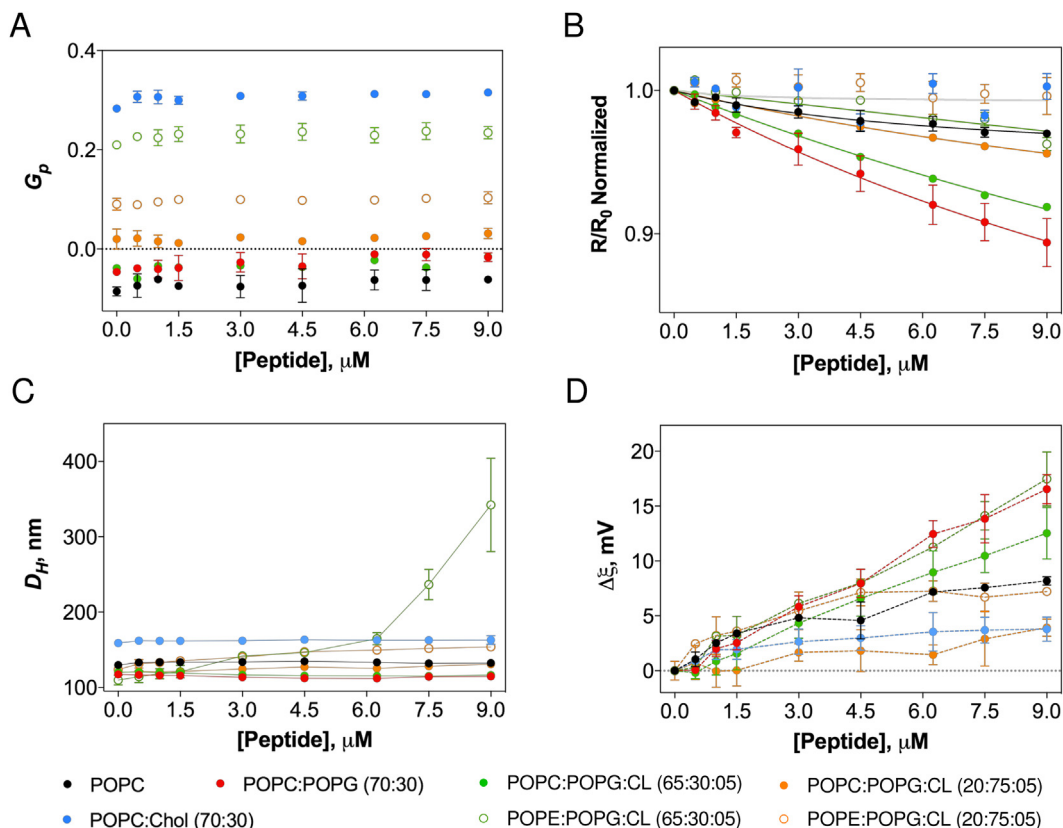 A
0.4
0.2
0.0
Gp
0.0 1.5 3.0 4.5 6.0 7.5 9.0
[Peptide], μM
B
1.0
0.9
R/R0 Normalized
0.0 1.5 3.0 4.5 6.0 7.5 9.0
[Peptide], μM
C
400
300
200
100
DH, nm
0.0 1.5 3.0 4.5 6.0 7.5 9.0
[Peptide], μM
D
20
15
10
5
0
Δξ, mV
0.0 1.5 3.0 4.5 6.0 7.5 9.0
[Peptide], μM
POPC
POPC:POPG (70:30)
POPC:POPG:CL (65:30:05)
POPC:POPG:CL (20:75:05)
POPC:Chol (70:30)
POPE:POPG:CL (65:30:05)
POPE:POPG:CL (20:75:05)